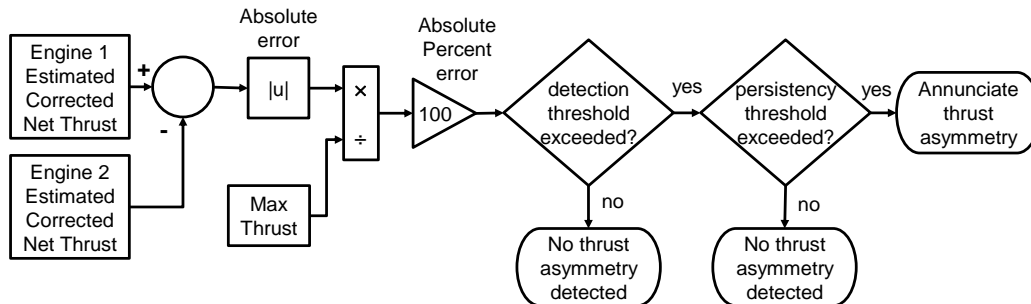 Engine 1
Estimated
Corrected
Net Thrust
Engine 2
Estimated
Corrected
Net Thrust
+
-
Absolute
error
|u|
Max
Thrust
×
÷
Absolute
Percent
error
100
detection
threshold
exceeded?
yes
no
No thrust
asymmetry
detected
persistency
threshold
exceeded?
yes
no
No thrust
asymmetry
detected
Annunciate
thrust
asymmetry